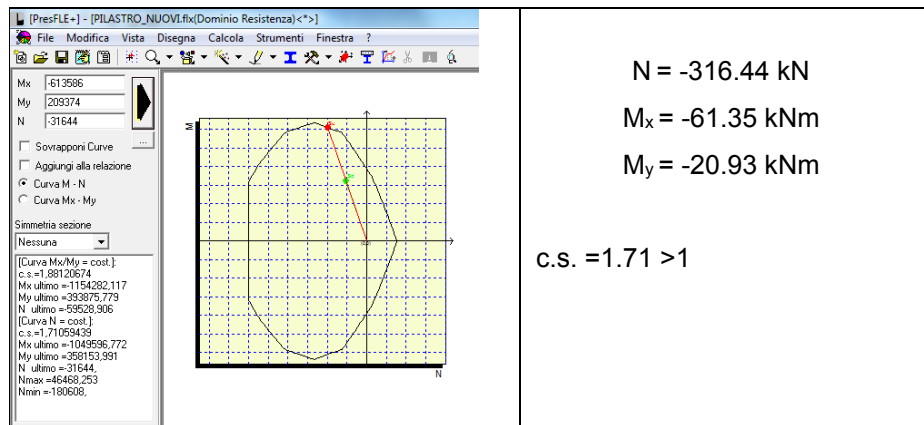 [PresFLE+] - [PILASTRO_NUOVI.flx(Dominio Resistenza)<*>]
File Modifica Vista Disegna Calcola Strumenti Finestra ?
Mx -613586
My 209374
N -31644
Sovrapponi Curve ...
Aggiungi alla relazione
Curva M - N
Curva Mx - My
Simmetria sezione
Nessuna
[Curva Mx/My = cost.]:
c.s.=1,88120674
Mx ultimo =-1154282,117
My ultimo =393875,779
N ultimo =-59528,906
[Curva N = cost.]:
c.s.=1,71059439
Mx ultimo =-1049596,772
My ultimo =358153,991
N ultimo =-31644,
Nmax =46468,253
Nmin =-180608,
M
N
N = -316.44 kN
Mx = -61.35 kNm
My = -20.93 kNm
c.s. =1.71 >1